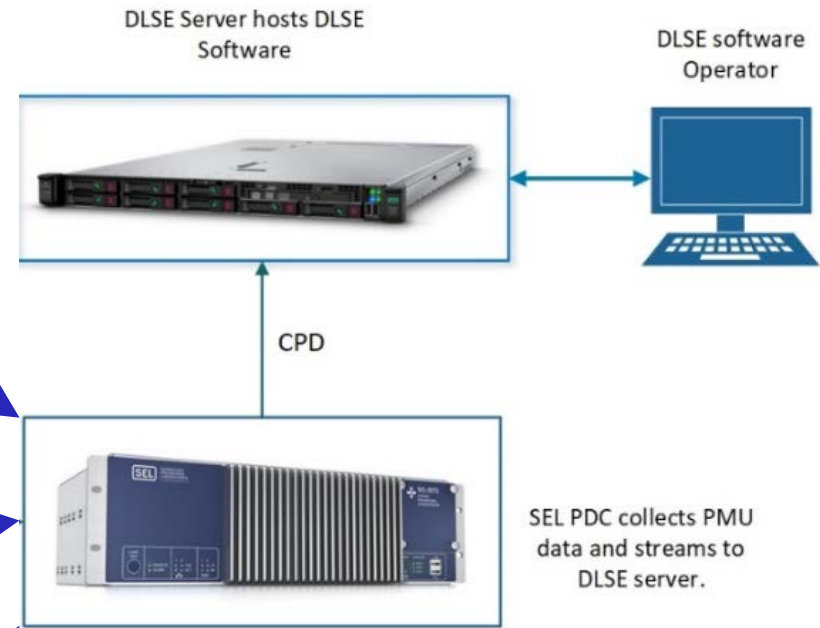 DLSE Server hosts DLSE
Software
DLSE software
Operator
CPD
SEL
SEL PDC collects PMU
data and streams to
DLSE server.